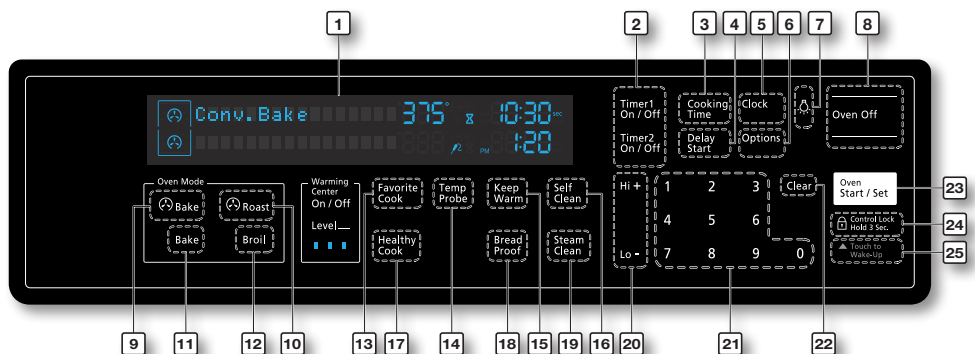 1 2 3 4 5 6 7 8
Conv.Bake 375° 10:30 sec
PM 1:20
Timer1
On / Off
Timer2
On / Off
Cooking
Time
Delay
Start
Clock
Options
Oven Off
Oven Mode
Bake
Roast
Bake
Broil
Warming
Center
On / Off
Level
Favorite
Cook
Temp
Probe
Keep
Warm
Self
Clean
Healthy
Cook
Bread
Proof
Steam
Clean
Hi +
Lo -
1 2 3
4 5 6
7 8 9 0
Clear
Oven
Start / Set
Control Lock
Hold 3 Sec.
Touch to
Wake-Up
23
24
25
9 11 12 10 13 17 14 18 15 19 16 20 21 22